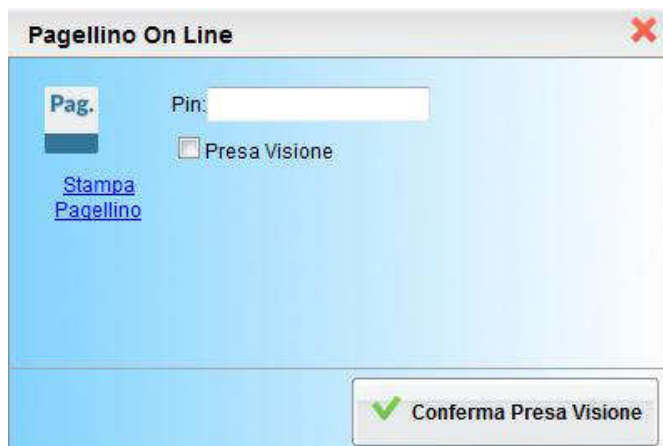 Pagellino On Line
Pag.
Pin:
Presa Visione
Stampa
Pagellino
Conferma Presa Visione